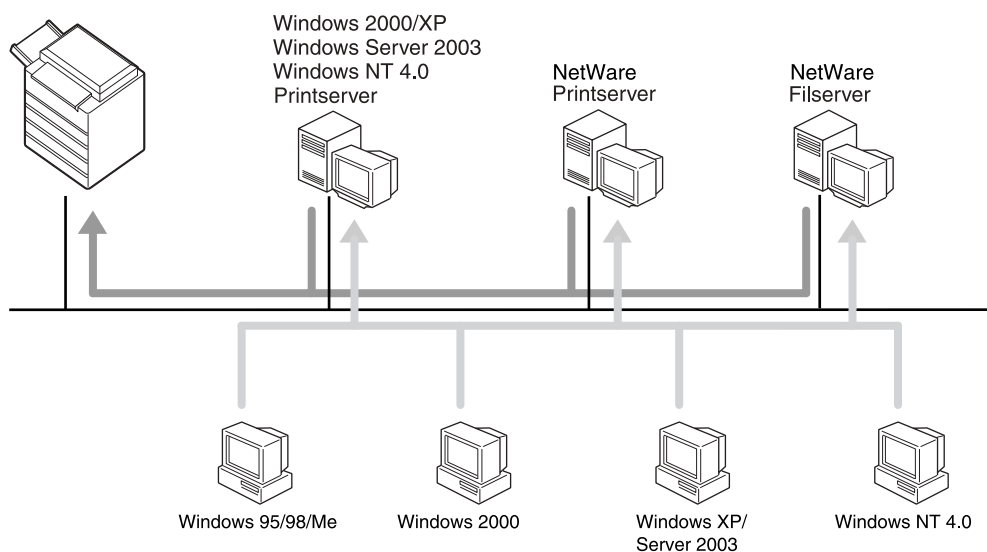 Windows 2000/XP
Windows Server 2003
Windows NT 4.0
Printserver
NetWare
Printserver
NetWare
Filserver
Windows 95/98/Me
Windows 2000
Windows XP/
Server 2003
Windows NT 4.0